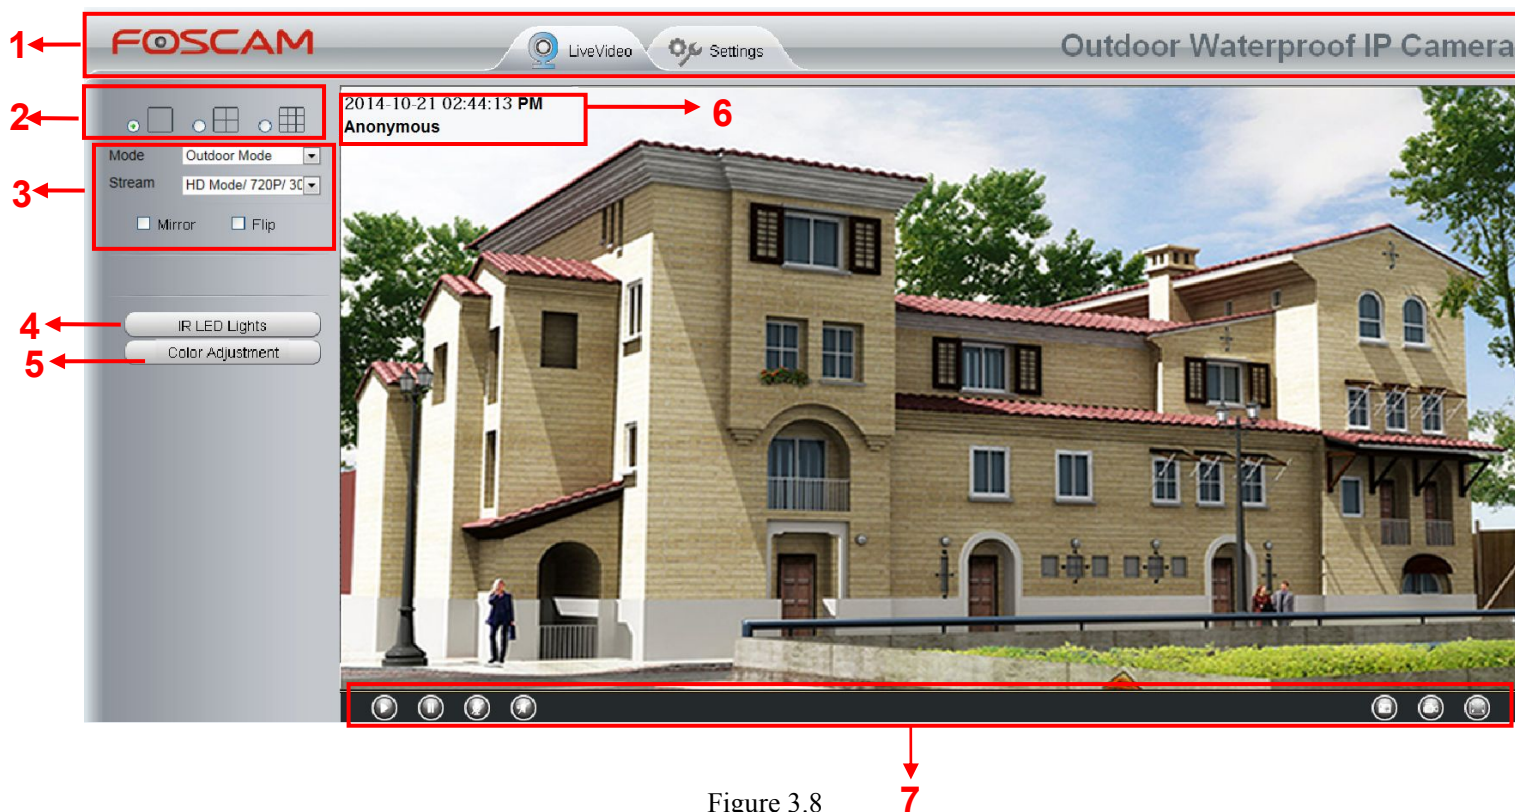 1
FOSCAM
LiveVideo
Settings
Outdoor Waterproof IP Camera
2
2014-10-21 02:44:13 PM
Anonymous
6
3
Mode
Outdoor Mode
Stream
HD Mode/ 720P/ 30
Mirror
Flip
4
IR LED Lights
5
Color Adjustment
7
Figure 3.8